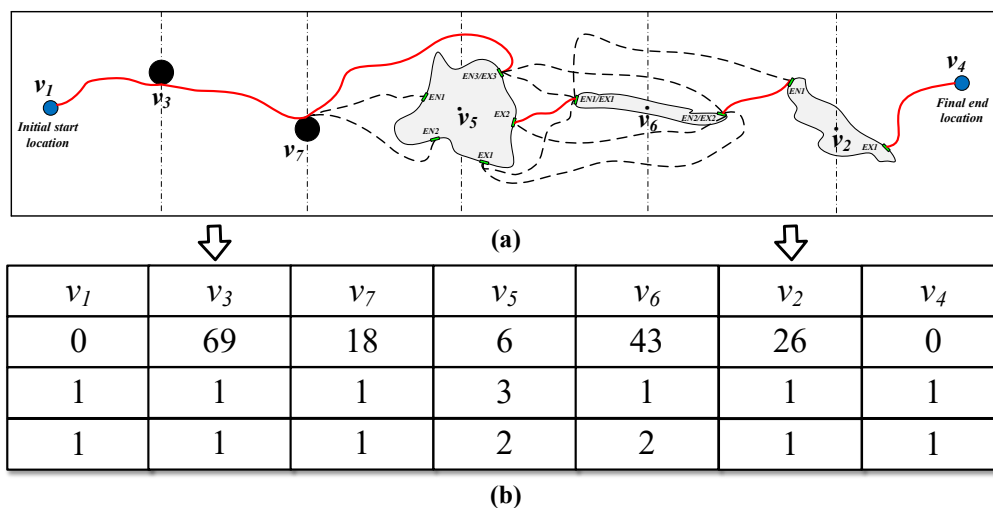 v1
Initial start
location
v3
v7
EN1
EN2
v5
EN3/EX3
EX2
EX1
EN1/EX1
v6
EN2/EX2
EN1
v2
EX1
v4
Final end
location
(a)
v1 v3 v7 v5 v6 v2 v4
0 69 18 6 43 26 0
1 1 1 3 1 1 1
1 1 1 2 2 1 1
(b)